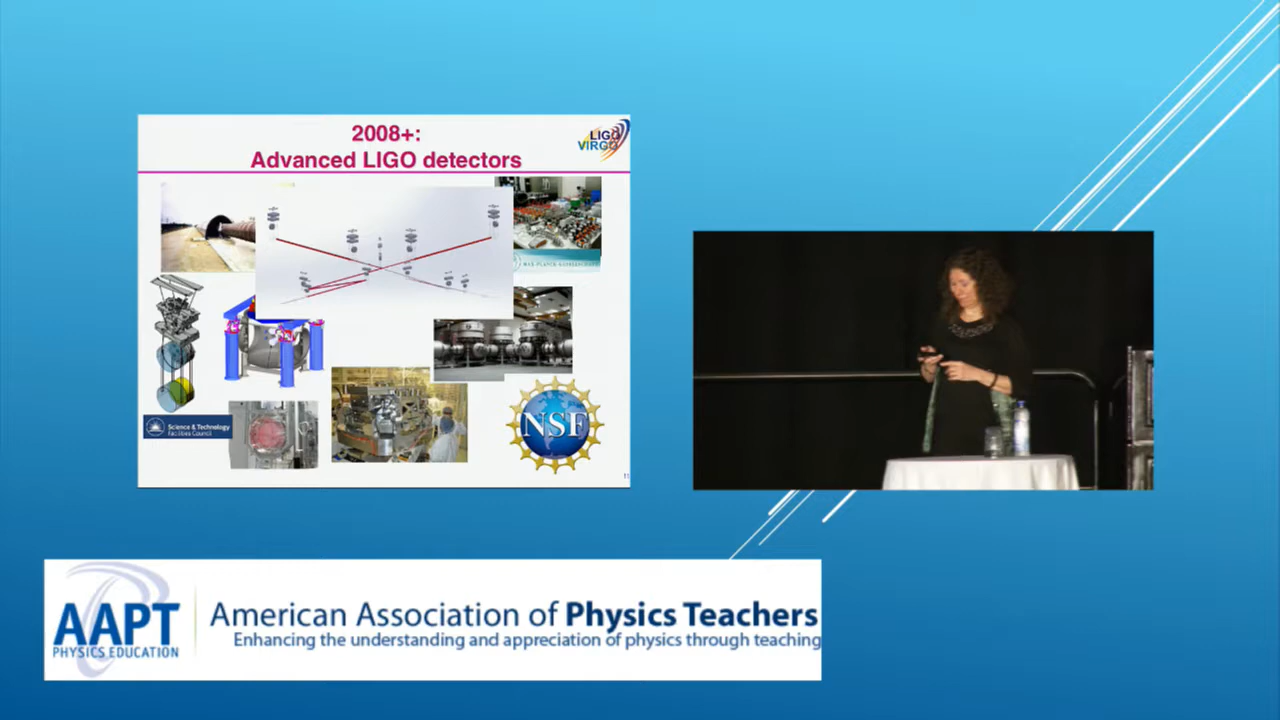 2008+:
Advanced LIGO detectors
LIGO
VIRGO
MAX-PLANCK-GESELLSCHAFT
Science & Technology
Facilities Council
NSF
11
AAPT
PHYSICS EDUCATION
American Association of Physics Teachers
Enhancing the understanding and appreciation of physics through teaching